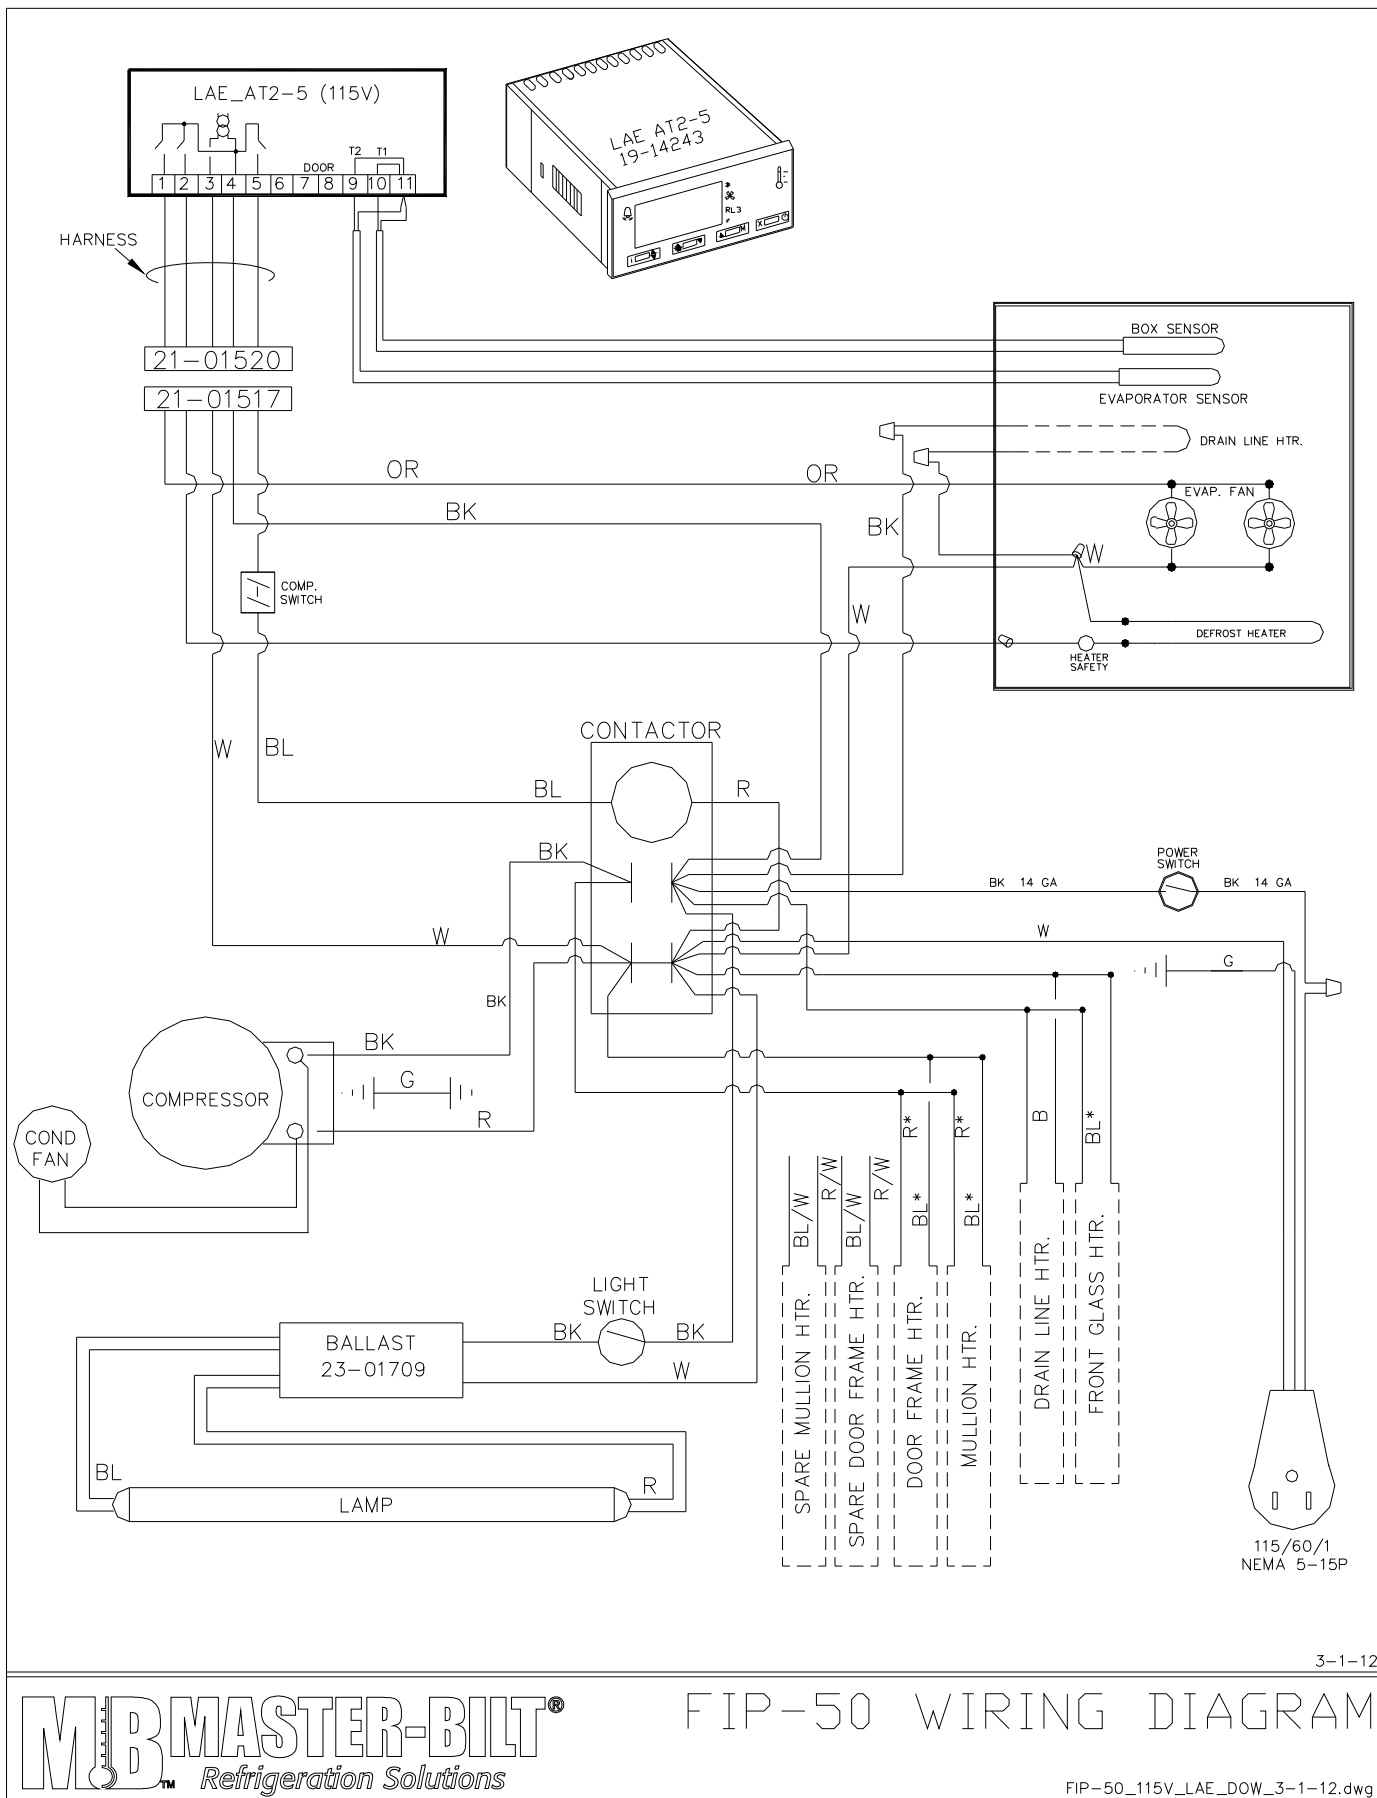 LAE_AT2-5 (115V)
T2 T1
DOOR
1 2 3 4 5 6 7 8 9 10 11
LAE AT2-5
19-14243
RL3
I
M
X
HARNESS
21-01520
21-01517
BOX SENSOR
EVAPORATOR SENSOR
DRAIN LINE HTR.
OR
OR
EVAP. FAN
BK
BK
W
COMP.
SWITCH
W
DEFROST HEATER
HEATER
SAFETY
CONTACTOR
W
BL
BL
R
BK
POWER
SWITCH
BK 14 GA
BK 14 GA
W
W
G
BK
BK
COMPRESSOR
G
R
COND
FAN
B
BL*
R*
R*
BL/W
R/W
BL/W
R/W
BL*
BL*
SPARE MULLION HTR.
SPARE DOOR FRAME HTR.
DOOR FRAME HTR.
MULLION HTR.
DRAIN LINE HTR.
FRONT GLASS HTR.
LIGHT
SWITCH
BK
BK
W
BALLAST
23-01709
BL
R
LAMP
115/60/1
NEMA 5-15P
3-1-12
MB™
MASTER-BILT®
Refrigeration Solutions
FIP-50 WIRING DIAGRAM
FIP-50_115V_LAE_DOW_3-1-12.dwg